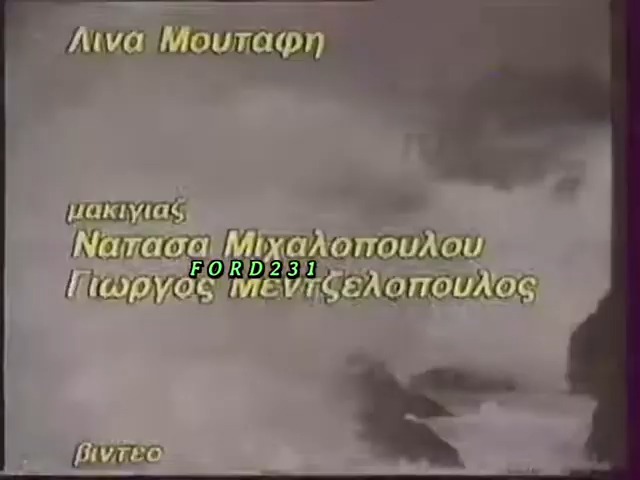 Λινα Μουταφη
μακιγιαζ
Νατασα Μιχαλοπουλου
FORD231
Γιωργος Μεντζελοπουλος
βιντεο